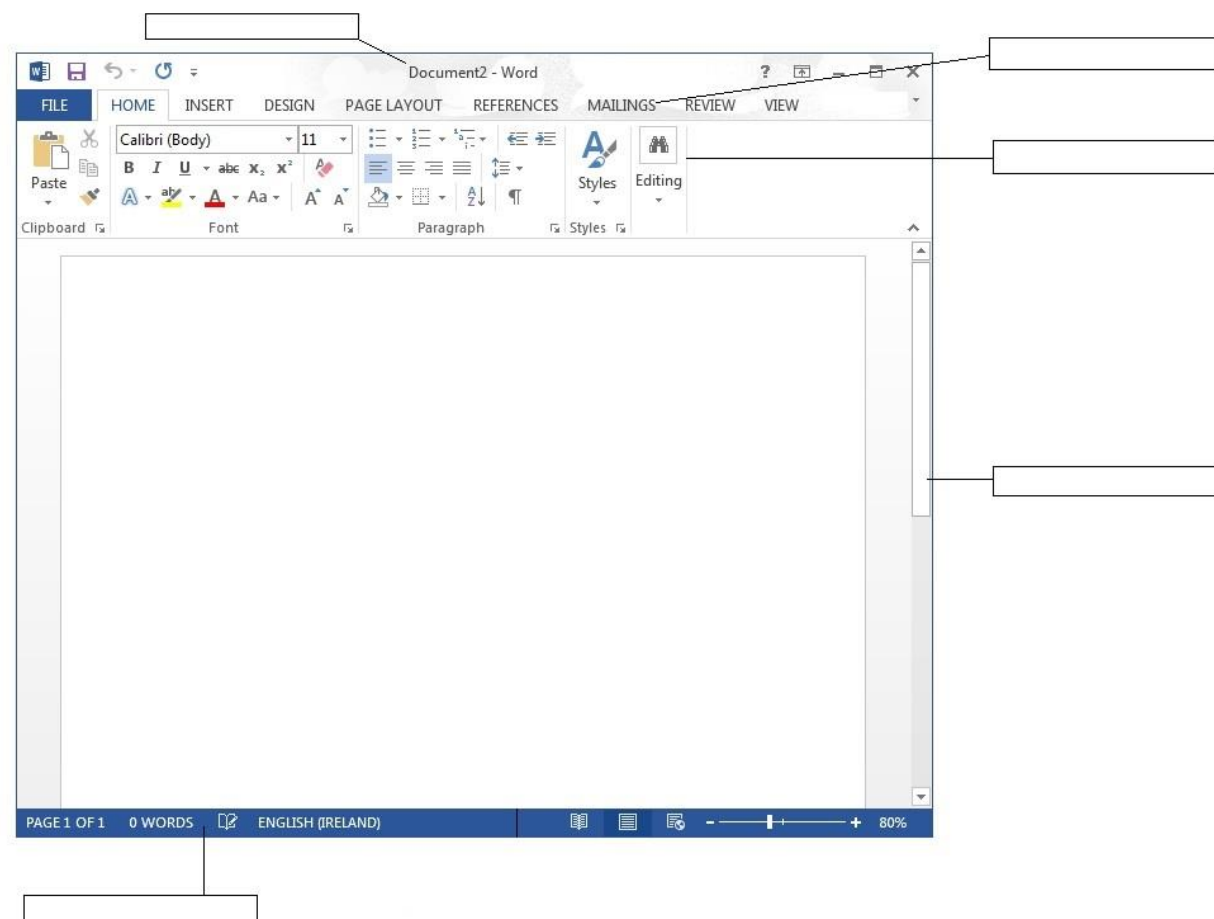 Document2 - Word
?
FILE HOME INSERT DESIGN PAGE LAYOUT REFERENCES MAILINGS REVIEW VIEW
Calibri (Body) 11
B I U abc x₂ x²
Paste Styles Editing
A aby A Aa A A A Z
Clipboard Font Paragraph Styles
PAGE 1 OF 1 0 WORDS ENGLISH (IRELAND) - + 80%